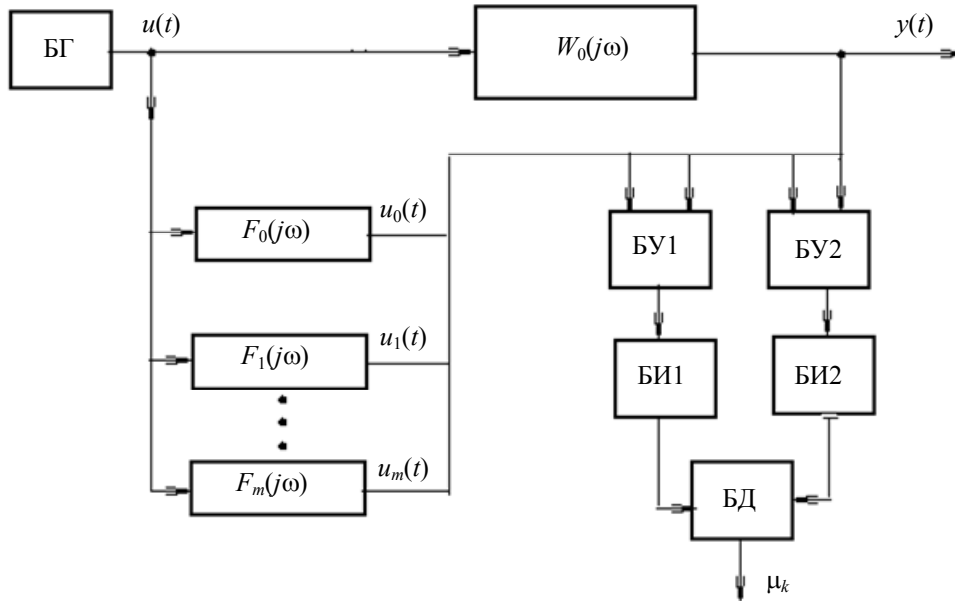 БГ
u(t)
W₀(jω)
y(t)
F₀(jω)
u₀(t)
БУ1
БУ2
F₁(jω)
u₁(t)
БИ1
БИ2
Fₘ(jω)
uₘ(t)
БД
μₖ